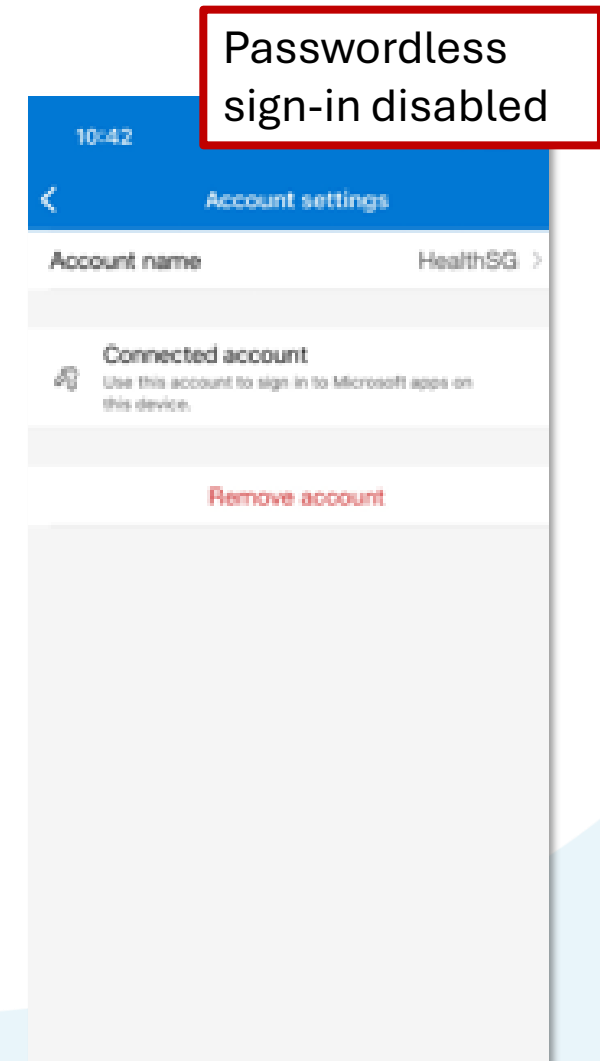 Passwordless
sign-in disabled
10:42
Account settings
Account name HealthSG
Connected account
Use this account to sign in to Microsoft apps on
this device.
Remove account